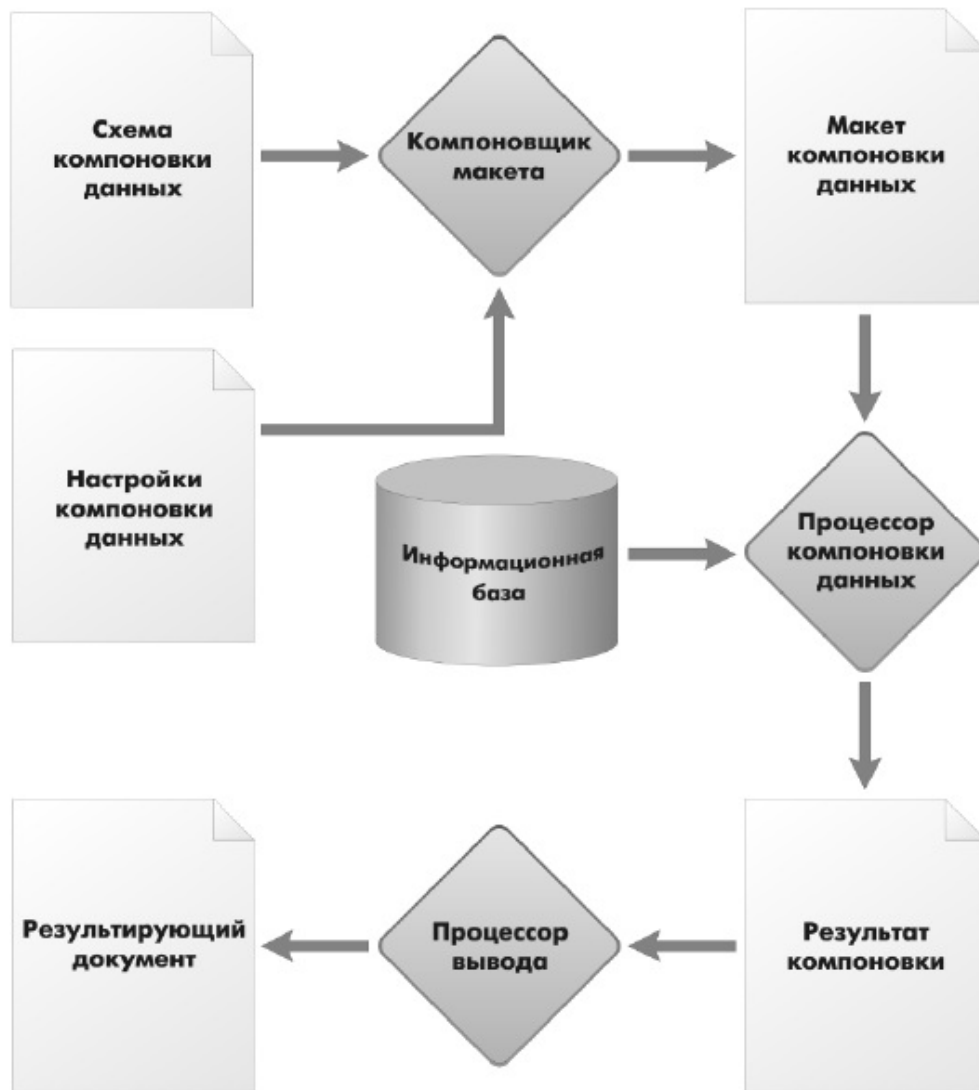 Схема
компоновки
данных
Компоновщик
макета
Макет
компоновки
данных
Настройки
компоновки
данных
Информационная
база
Процессор
компоновки
данных
Результирующий
документ
Процессор
вывода
Результат
компоновки